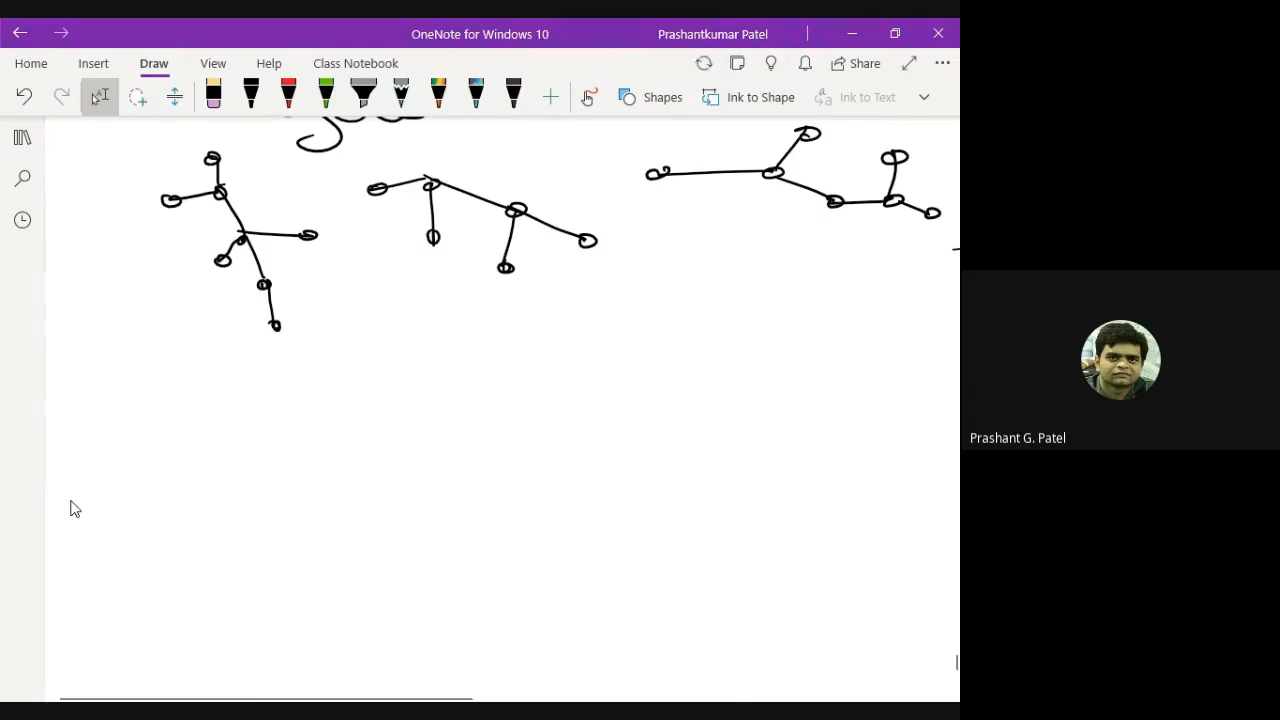 OneNote for Windows 10
Prashantkumar Patel
Home Insert Draw View Help Class Notebook Share
Shapes Ink to Shape Ink to Text
Prashant G. Patel